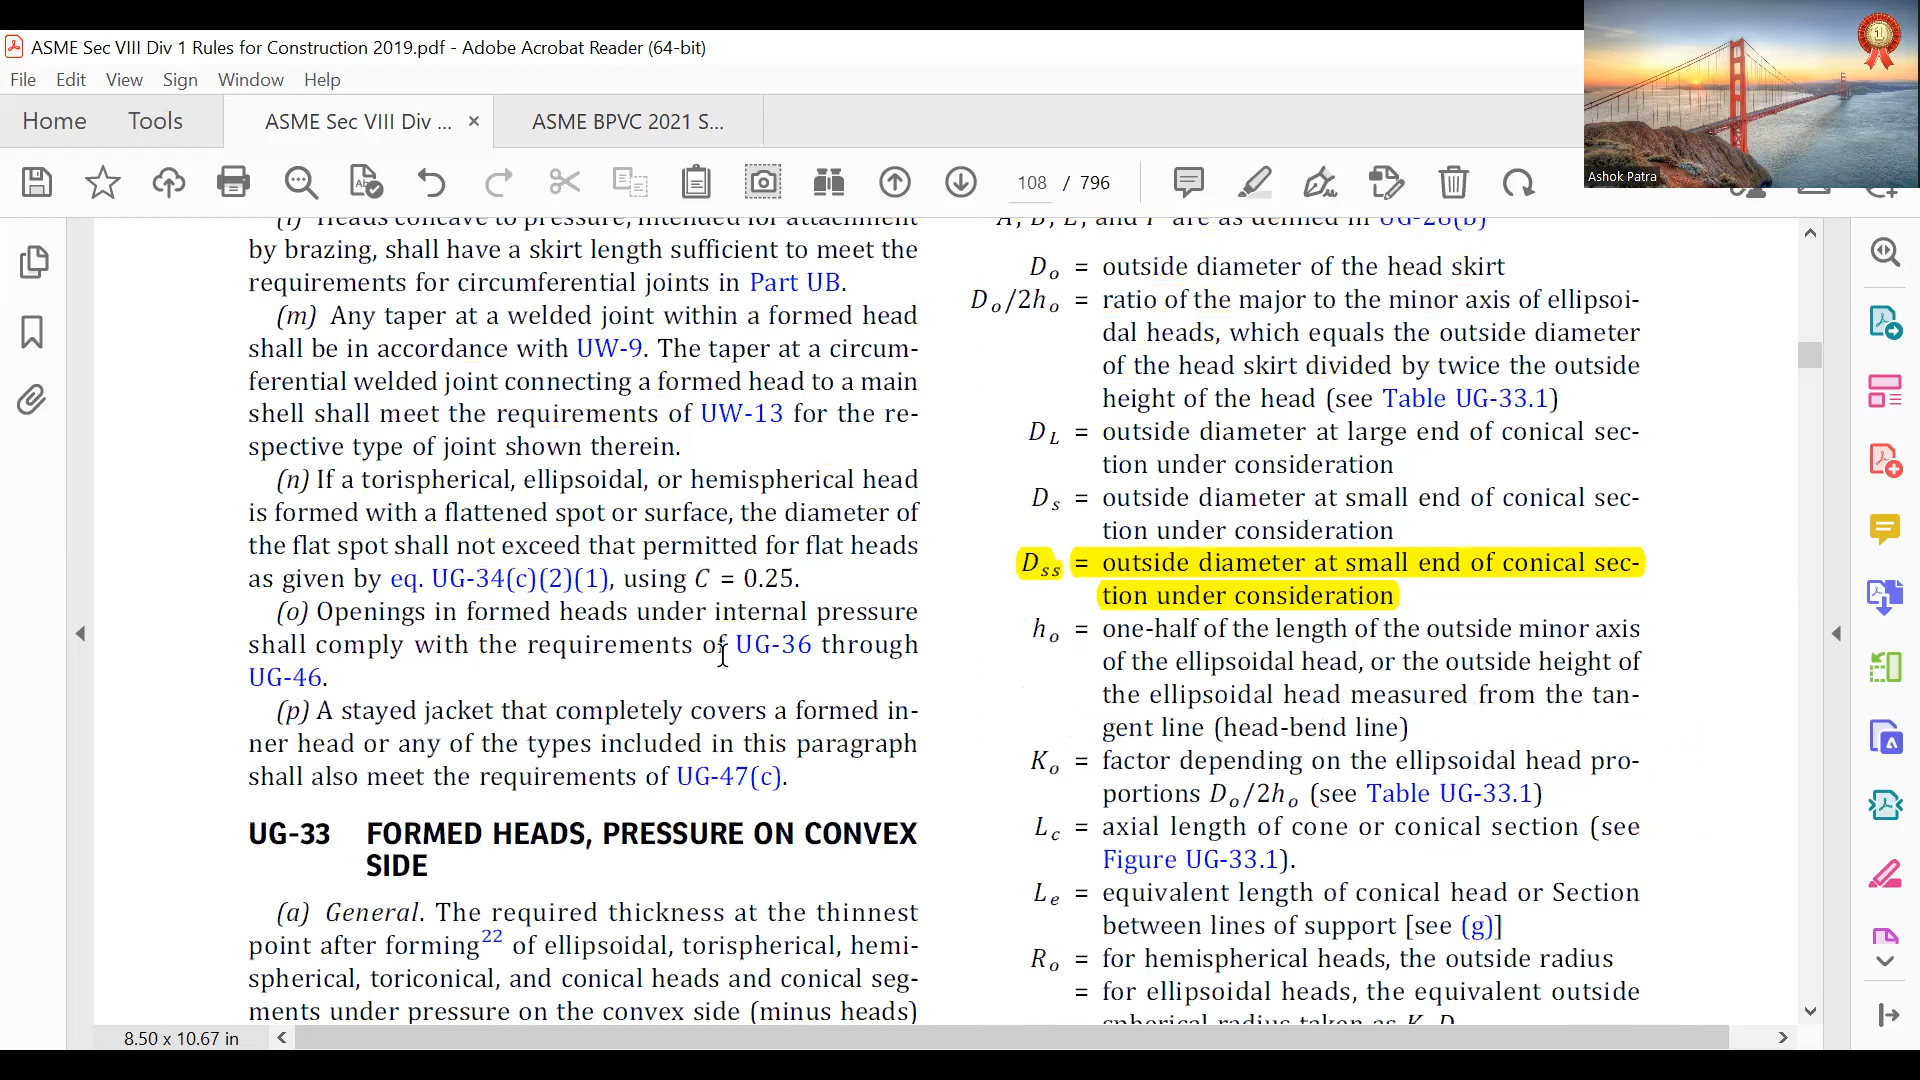 ASME Sec VIII Div 1 Rules for Construction 2019.pdf - Adobe Acrobat Reader (64-bit)
File Edit View Sign Window Help
Home Tools ASME Sec VIII Div ... × ASME BPVC 2021 S...
108 / 796
Ashok Patra
1
(l) Heads concave to pressure, intended for attachment
by brazing, shall have a skirt length sufficient to meet the
requirements for circumferential joints in Part UB.
(m) Any taper at a welded joint within a formed head
shall be in accordance with UW-9. The taper at a circum-
ferential welded joint connecting a formed head to a main
shell shall meet the requirements of UW-13 for the re-
spective type of joint shown therein.
(n) If a torispherical, ellipsoidal, or hemispherical head
is formed with a flattened spot or surface, the diameter of
the flat spot shall not exceed that permitted for flat heads
as given by eq. UG-34(c)(2)(1), using C = 0.25.
(o) Openings in formed heads under internal pressure
shall comply with the requirements of UG-36 through
UG-46.
(p) A stayed jacket that completely covers a formed in-
ner head or any of the types included in this paragraph
shall also meet the requirements of UG-47(c).
UG-33 FORMED HEADS, PRESSURE ON CONVEX
SIDE
(a) General. The required thickness at the thinnest
point after forming22 of ellipsoidal, torispherical, hemi-
spherical, toriconical, and conical heads and conical seg-
ments under pressure on the convex side (minus heads)
are as defined in UG-28(b)
Do = outside diameter of the head skirt
Do/2ho = ratio of the major to the minor axis of ellipsoi-
dal heads, which equals the outside diameter
of the head skirt divided by twice the outside
height of the head (see Table UG-33.1)
DL = outside diameter at large end of conical sec-
tion under consideration
Ds = outside diameter at small end of conical sec-
tion under consideration
Dss = outside diameter at small end of conical sec-
tion under consideration
ho = one-half of the length of the outside minor axis
of the ellipsoidal head, or the outside height of
the ellipsoidal head measured from the tan-
gent line (head-bend line)
Ko = factor depending on the ellipsoidal head pro-
portions Do/2ho (see Table UG-33.1)
Lc = axial length of cone or conical section (see
Figure UG-33.1).
Le = equivalent length of conical head or Section
between lines of support [see (g)]
Ro = for hemispherical heads, the outside radius
= for ellipsoidal heads, the equivalent outside
spherical radius taken as
8.50 x 10.67 in